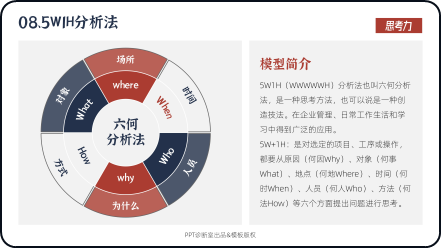 08.5W1H分析法
思考力
场所
where
对象
What
时间
When
六何
分析法
How
方式
Who
人员
why
为什么
模型简介
5W1H（WWWWWH）分析法也叫六何分析
法，是一种思考方法，也可以说是一种创
造技法。在企业管理、日常工作生活和学
习中得到广泛的应用。
5W+1H：是对选定的项目、工序或操作，
都要从原因（何因Why）、对象（何事
What）、地点（何地Where）、时间（何
时When）、人员（何人Who）、方法（何
法How）等六个方面提出问题进行思考。
PPT诊断室出品&模板版权